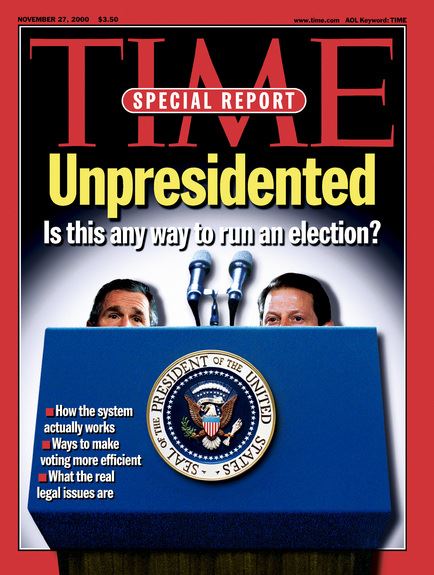 NOVEMBER 27, 2000 $3.50 www.time.com AOL Keyword: TIME
TIME
SPECIAL REPORT
Unpresidented
Is this any way to run an election?
SEAL OF THE PRESIDENT OF THE UNITED STATES
■ How the system
actually works
■ Ways to make
voting more efficient
■ What the real
legal issues are